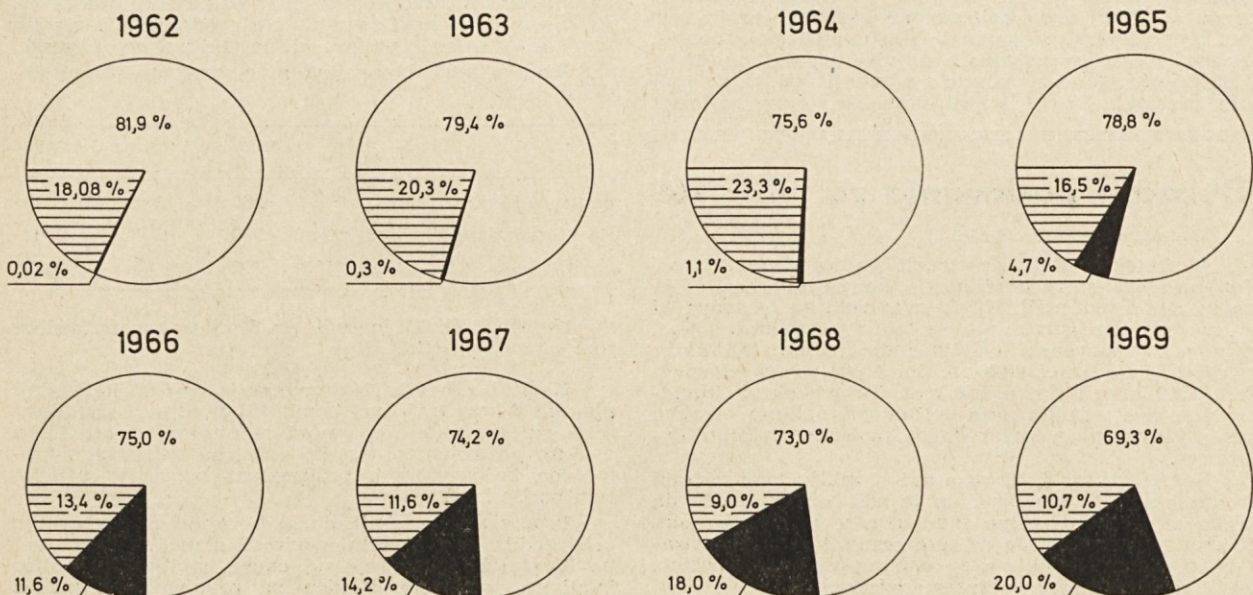 1962 1963 1964 1965
81,9 % 79,4 % 75,6 % 78,8 %
18,08 % 20,3 % 23,3 % 16,5 %
0,02 % 0,3 % 1,1 % 4,7 %
1966 1967 1968 1969
75,0 % 74,2 % 73,0 % 69,3 %
13,4 % 11,6 % 9,0 % 10,7 %
11,6 % 14,2 % 18,0 % 20,0 %